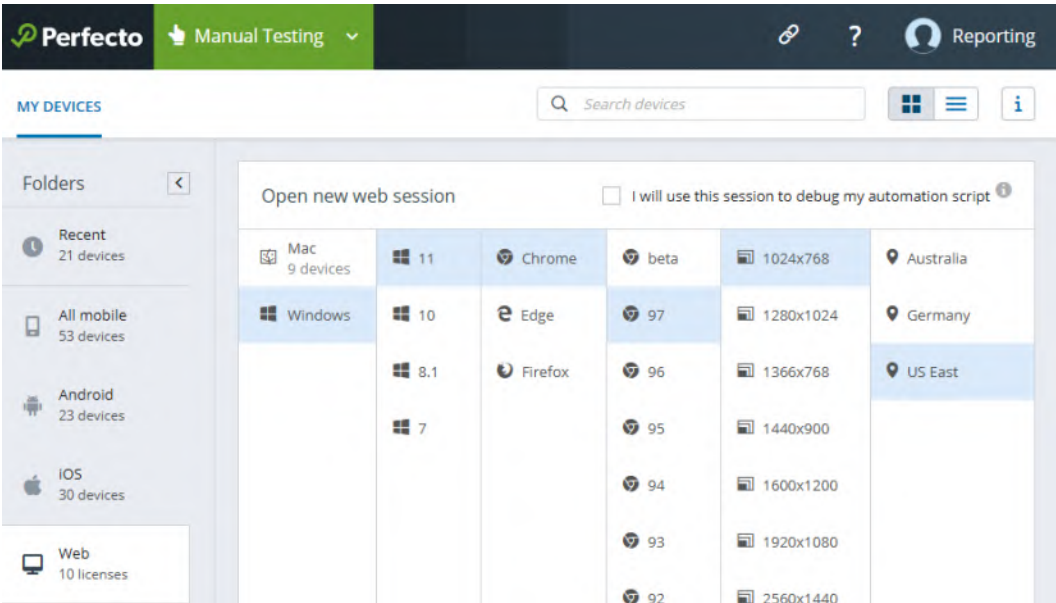 Perfecto
Manual Testing
?
Reporting
MY DEVICES
Search devices
i
Folders
Recent
21 devices
All mobile
53 devices
Android
23 devices
iOS
30 devices
Web
10 licenses
Open new web session
I will use this session to debug my automation script
Mac
9 devices
Windows
11
10
8.1
7
Chrome
Edge
Firefox
beta
97
96
95
94
93
92
1024x768
1280x1024
1366x768
1440x900
1600x1200
1920x1080
2560x1440
Australia
Germany
US East